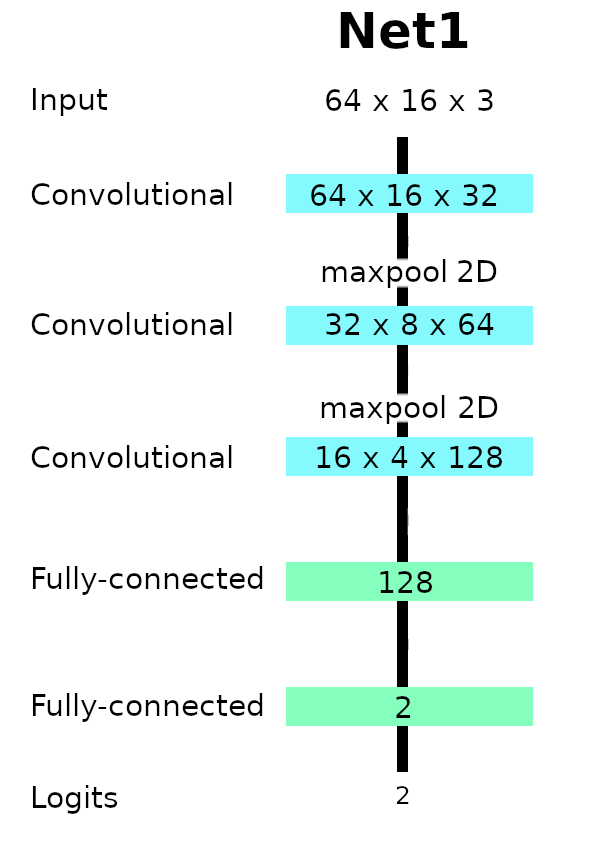 Net1
Input 64 x 16 x 3
Convolutional 64 x 16 x 32
maxpool 2D
Convolutional 32 x 8 x 64
maxpool 2D
Convolutional 16 x 4 x 128
Fully-connected 128
Fully-connected 2
Logits 2